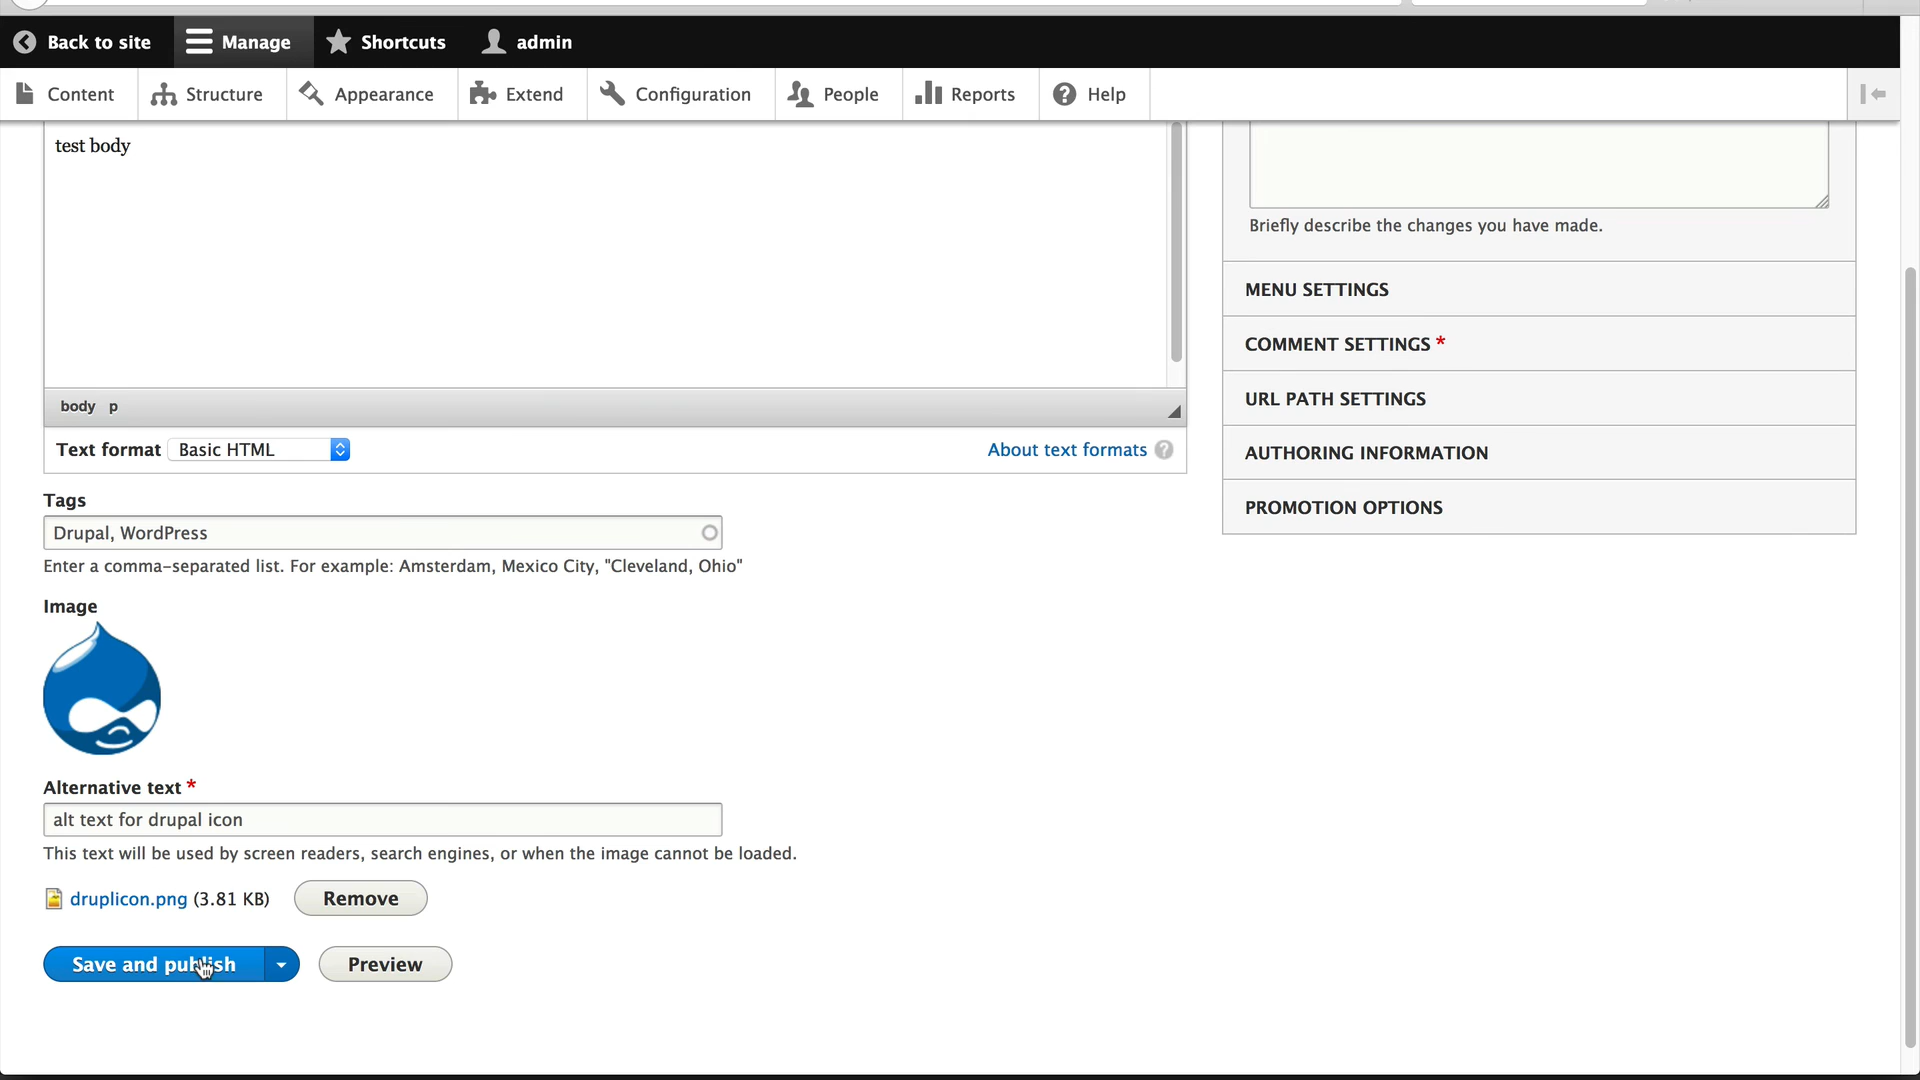 Back to site Manage Shortcuts admin
Content Structure Appearance Extend Configuration People Reports Help
test body
body p
Text format Basic HTML About text formats ?
Tags
Drupal, WordPress
Enter a comma-separated list. For example: Amsterdam, Mexico City, "Cleveland, Ohio"
Image
Alternative text *
alt text for drupal icon
This text will be used by screen readers, search engines, or when the image cannot be loaded.
druplicon.png (3.81 KB) Remove
Save and publish Preview
Briefly describe the changes you have made.
MENU SETTINGS
COMMENT SETTINGS *
URL PATH SETTINGS
AUTHORING INFORMATION
PROMOTION OPTIONS